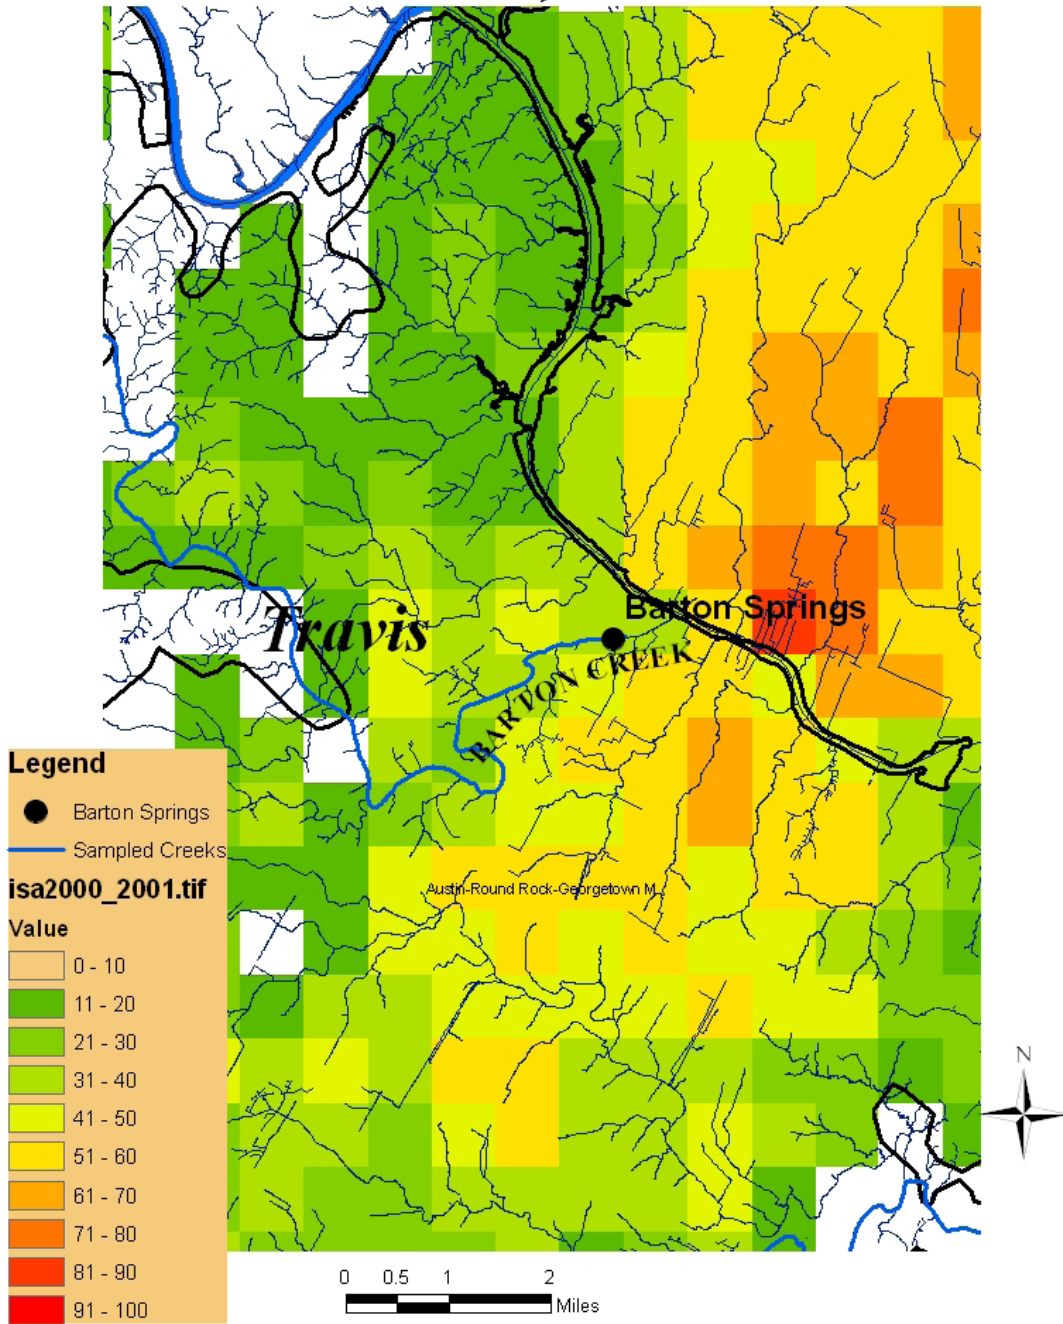 Barton Springs
Travis
BARTON CREEK
Austin-Round Rock-Georgetown M
Legend
Barton Springs
Sampled Creeks
isa2000_2001.tif
Value
0 - 10
11 - 20
21 - 30
31 - 40
41 - 50
51 - 60
61 - 70
71 - 80
81 - 90
91 - 100
N
0 0.5 1 2
Miles